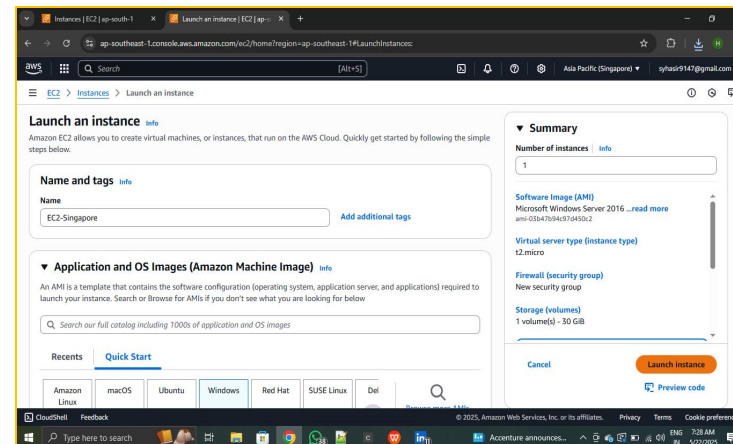 Instances | EC2 | ap-south-1
Launch an instance | EC2 | ap-s
ap-southeast-1.console.aws.amazon.com/ec2/home?region=ap-southeast-1#LaunchInstances:
aws
Search
[Alt+S]
Asia Pacific (Singapore)
syhasir9147@gmail.com
EC2 > Instances > Launch an instance
Launch an instance Info
Amazon EC2 allows you to create virtual machines, or instances, that run on the AWS Cloud. Quickly get started by following the simple
steps below.
Name and tags Info
Name
EC2-Singapore
Add additional tags
Application and OS Images (Amazon Machine Image) Info
An AMI is a template that contains the software configuration (operating system, application server, and applications) required to
launch your instance. Search or Browse for AMIs if you don't see what you are looking for below
Search our full catalog including 1000s of application and OS images
Recents
Quick Start
Amazon
Linux
macOS
Ubuntu
Windows
Red Hat
SUSE Linux
Summary
Number of instances Info
1
Software Image (AMI)
Microsoft Windows Server 2016 ...read more
ami-03b47b94c97d450c2
Virtual server type (instance type)
t2.micro
Firewall (security group)
New security group
Storage (volumes)
1 volume(s) - 30 GiB
Cancel
Launch instance
Preview code
CloudShell
Feedback
© 2025, Amazon Web Services, Inc. or its affiliates.
Privacy
Terms
Cookie preferen
Type here to search
Accenture announces...
ENG
IN
7:28 AM
5/22/2025